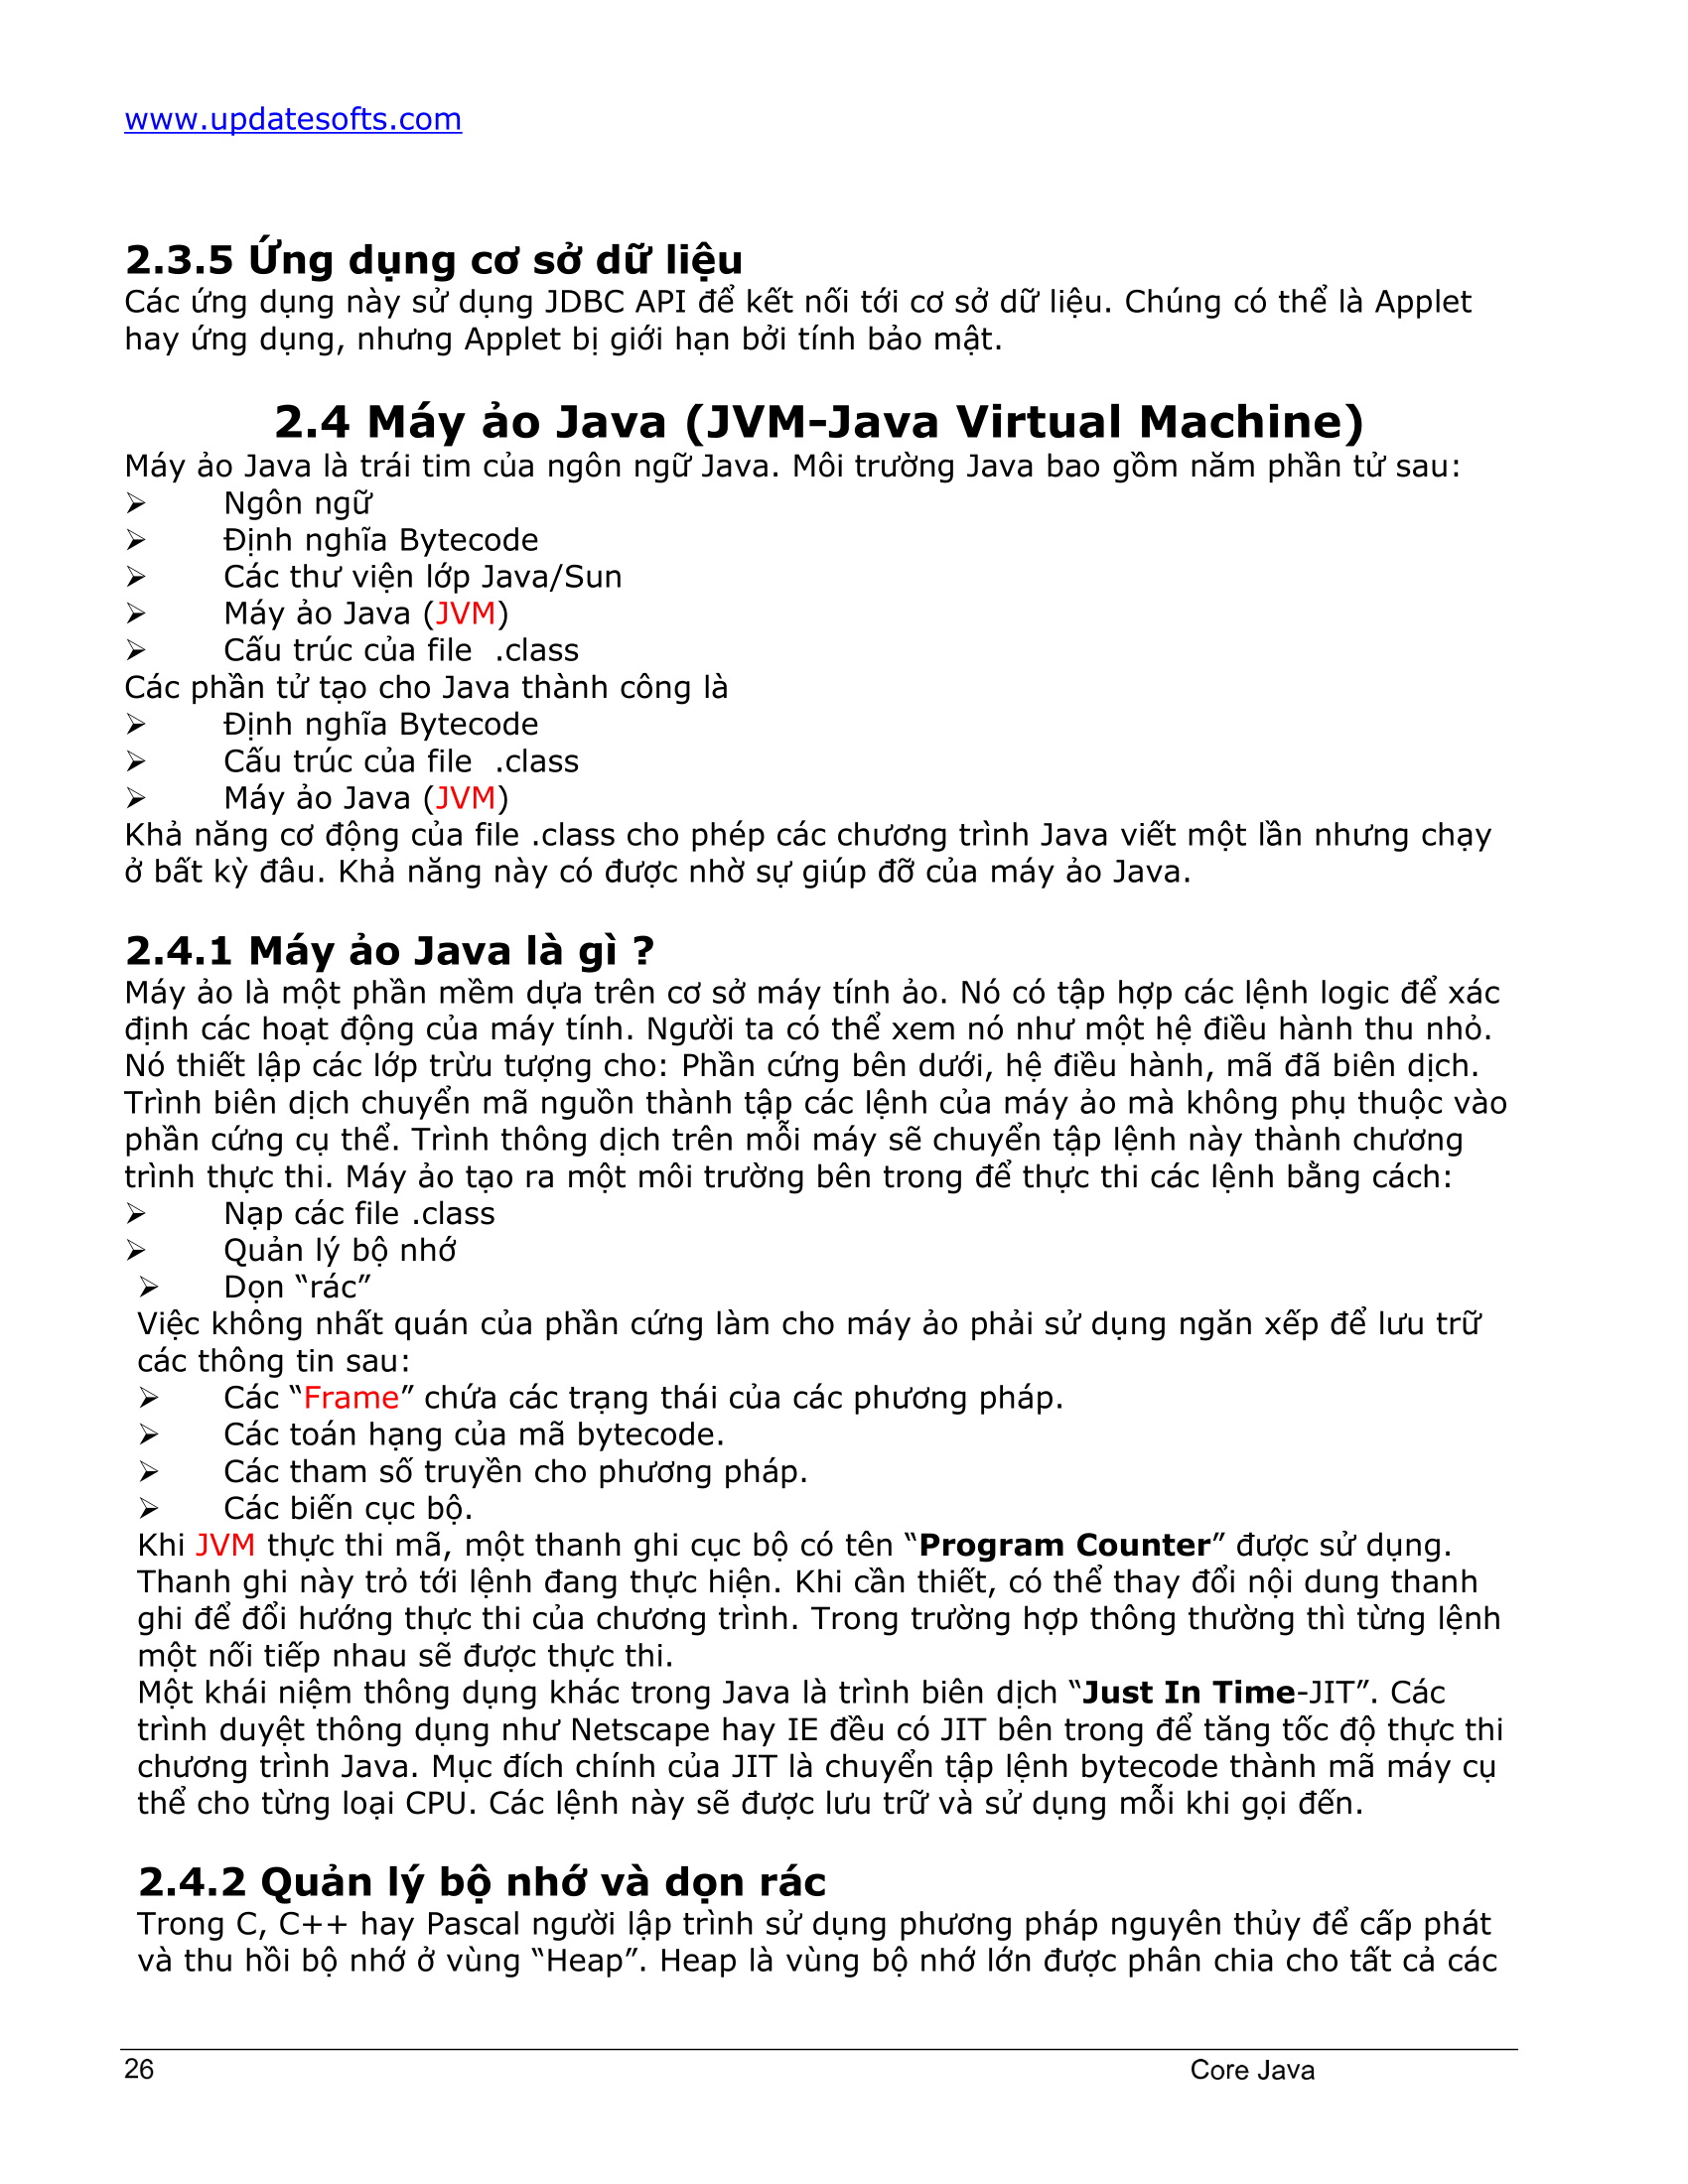 www.updatesofts.com
2.3.5 Ứng dụng cơ sở dữ liệu
Các ứng dụng này sử dụng JDBC API để kết nối tới cơ sở dữ liệu. Chúng có thể là Applet
hay ứng dụng, nhưng Applet bị giới hạn bởi tính bảo mật.
2.4 Máy ảo Java (JVM-Java Virtual Machine)
Máy ảo Java là trái tim của ngôn ngữ Java. Môi trường Java bao gồm năm phần tử sau:
➢ Ngôn ngữ
➢ Định nghĩa Bytecode
➢ Các thư viện lớp Java/Sun
➢ Máy ảo Java (JVM)
➢ Cấu trúc của file .class
Các phần tử tạo cho Java thành công là
➢ Định nghĩa Bytecode
➢ Cấu trúc của file .class
➢ Máy ảo Java (JVM)
Khả năng cơ động của file .class cho phép các chương trình Java viết một lần nhưng chạy
ở bất kỳ đâu. Khả năng này có được nhờ sự giúp đỡ của máy ảo Java.
2.4.1 Máy ảo Java là gì ?
Máy ảo là một phần mềm dựa trên cơ sở máy tính ảo. Nó có tập hợp các lệnh logic để xác
định các hoạt động của máy tính. Người ta có thể xem nó như một hệ điều hành thu nhỏ.
Nó thiết lập các lớp trừu tượng cho: Phần cứng bên dưới, hệ điều hành, mã đã biên dịch.
Trình biên dịch chuyển mã nguồn thành tập các lệnh của máy ảo mà không phụ thuộc vào
phần cứng cụ thể. Trình thông dịch trên mỗi máy sẽ chuyển tập lệnh này thành chương
trình thực thi. Máy ảo tạo ra một môi trường bên trong để thực thi các lệnh bằng cách:
➢ Nạp các file .class
➢ Quản lý bộ nhớ
➢ Dọn “rác”
Việc không nhất quán của phần cứng làm cho máy ảo phải sử dụng ngăn xếp để lưu trữ
các thông tin sau:
➢ Các “Frame” chứa các trạng thái của các phương pháp.
➢ Các toán hạng của mã bytecode.
➢ Các tham số truyền cho phương pháp.
➢ Các biến cục bộ.
Khi JVM thực thi mã, một thanh ghi cục bộ có tên “Program Counter” được sử dụng.
Thanh ghi này trỏ tới lệnh đang thực hiện. Khi cần thiết, có thể thay đổi nội dung thanh
ghi để đổi hướng thực thi của chương trình. Trong trường hợp thông thường thì từng lệnh
một nối tiếp nhau sẽ được thực thi.
Một khái niệm thông dụng khác trong Java là trình biên dịch “Just In Time-JIT”. Các
trình duyệt thông dụng như Netscape hay IE đều có JIT bên trong để tăng tốc độ thực thi
chương trình Java. Mục đích chính của JIT là chuyển tập lệnh bytecode thành mã máy cụ
thể cho từng loại CPU. Các lệnh này sẽ được lưu trữ và sử dụng mỗi khi gọi đến.
2.4.2 Quản lý bộ nhớ và dọn rác
Trong C, C++ hay Pascal người lập trình sử dụng phương pháp nguyên thủy để cấp phát
và thu hồi bộ nhớ ở vùng “Heap”. Heap là vùng bộ nhớ lớn được phân chia cho tất cả các
26 Core Java